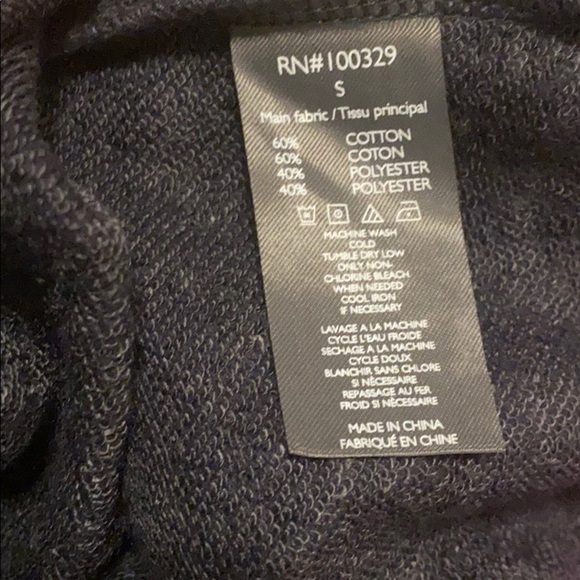 RN#100329
S
Main fabric / Tissu principal
60% COTTON
60% COTON
40% POLYESTER
40% POLYESTER
MACHINE WASH
COLD
TUMBLE DRY LOW
ONLY NON-
CHLORINE BLEACH
WHEN NEEDED
COOL IRON
IF NECESSARY
LAVAGE A LA MACHINE
CYCLE L'EAU FROIDE
SECHAGE A LA MACHINE
CYCLE DOUX
BLANCHIR SANS CHLORE
SI NÉCESSAIRE
REPASSAGE AU FER
FROID SI NÉCESSAIRE
MADE IN CHINA
FABRIQUÉ EN CHINE